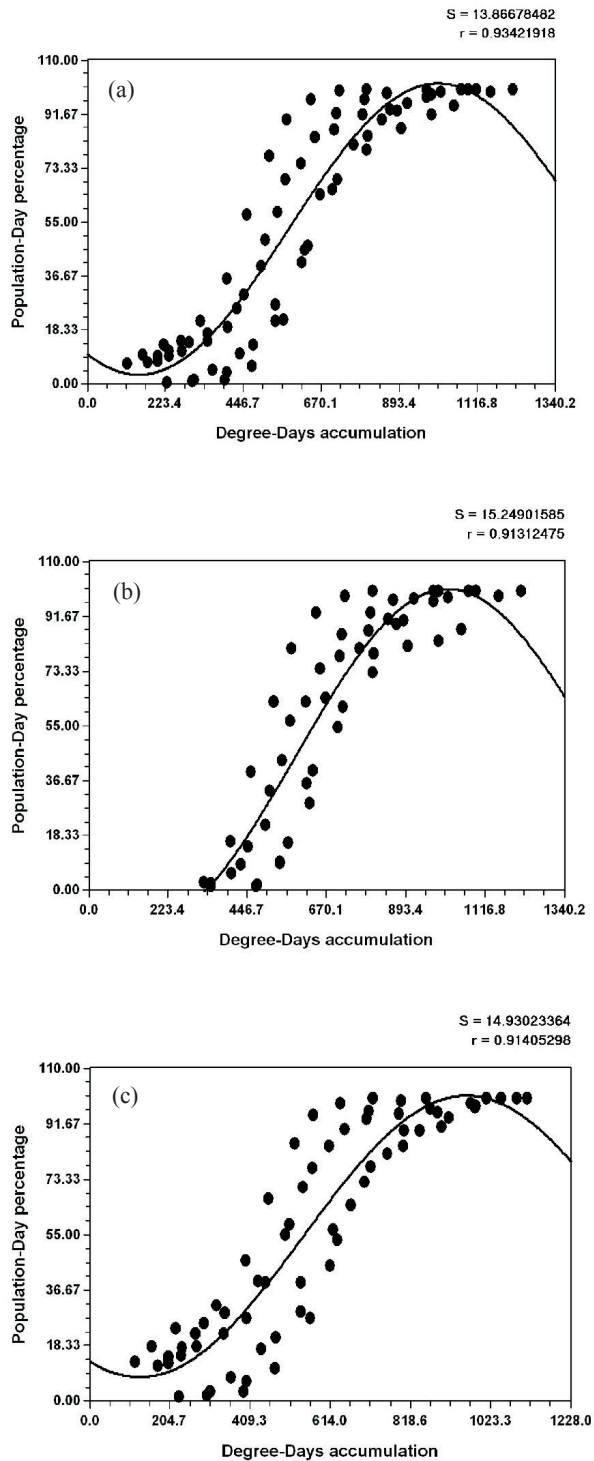 S = 13.86678482
r = 0.93421918
(a)
110.00
91.67
73.33
55.00
36.67
18.33
0.00
Population-Day percentage
0.0 223.4 446.7 670.1 893.4 1116.8 1340.2
Degree-Days accumulation
S = 15.24901585
r = 0.91312475
(b)
110.00
91.67
73.33
55.00
36.67
18.33
0.00
Population-Day percentage
0.0 223.4 446.7 670.1 893.4 1116.8 1340.2
Degree-Days accumulation
S = 14.93023364
r = 0.91405298
(c)
110.00
91.67
73.33
55.00
36.67
18.33
0.00
Population-Day percentage
0.0 204.7 409.3 614.0 818.6 1023.3 1228.0
Degree-Days accumulation